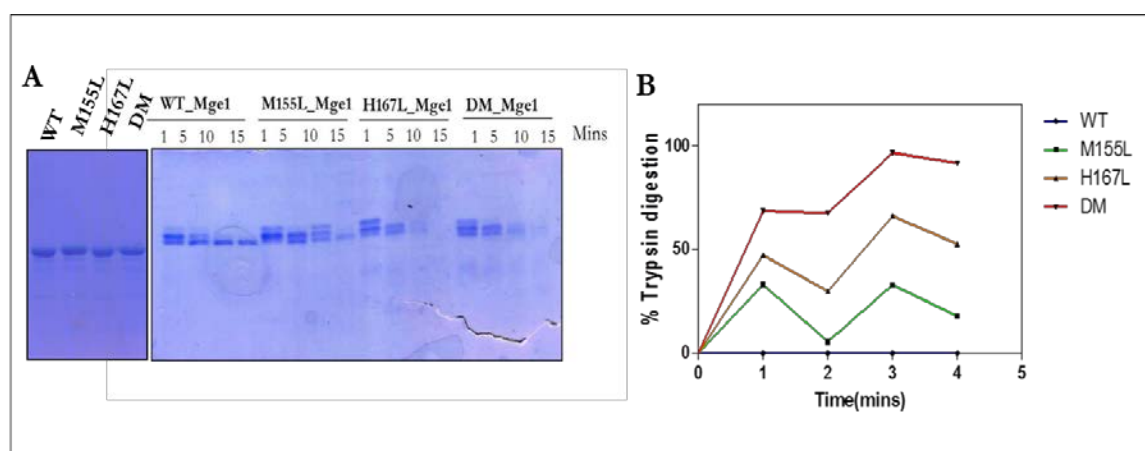 A
B
WT
M155L
H167L
DM
WT_Mge1 M155L_Mge1 H167L_Mge1 DM_Mge1
1 5 10 15 1 5 10 15 1 5 10 15 1 5 10 15 Mins
% Trypsin digestion
100
50
0
0 1 2 3 4 5
Time(mins)
WT
M155L
H167L
DM